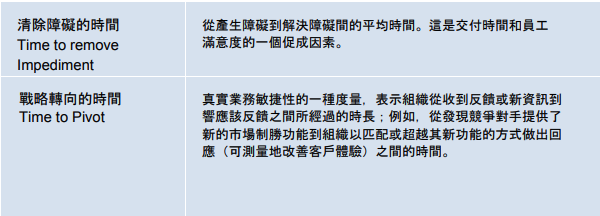 清除障礙的時間
Time to remove
Impediment
從產生障礙到解決障礙間的平均時間。這是交付時間和員工
滿意度的一個促成因素。
戰略轉向的時間
Time to Pivot
真實業務敏捷性的一種度量，表示組織從收到反饋或新資訊到
響應該反饋之間所經過的時長；例如，從發現競爭對手提供了
新的市場制勝功能到組織以匹配或超越其新功能的方式做出回
應（可測量地改善客戶體驗）之間的時間。